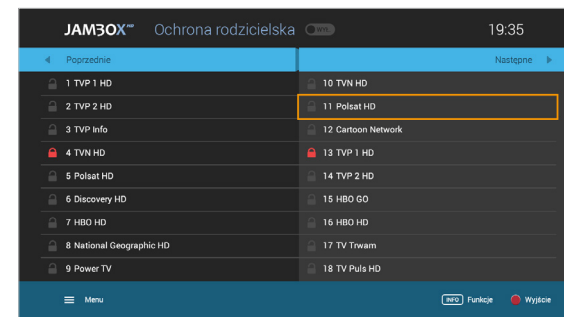 JAMBOX Ochrona rodzicielska WYŁ. 19:35
Poprzednie Następne
1 TVP 1 HD
2 TVP 2 HD
3 TVP Info
4 TVN HD
5 Polsat HD
6 Discovery HD
7 HBO HD
8 National Geographic HD
9 Power TV
10 TVN HD
11 Polsat HD
12 Cartoon Network
13 TVP 1 HD
14 TVP 2 HD
15 HBO GO
16 HBO HD
17 TV Trwam
18 TV Puls HD
Menu INFO Funkcje Wyjście